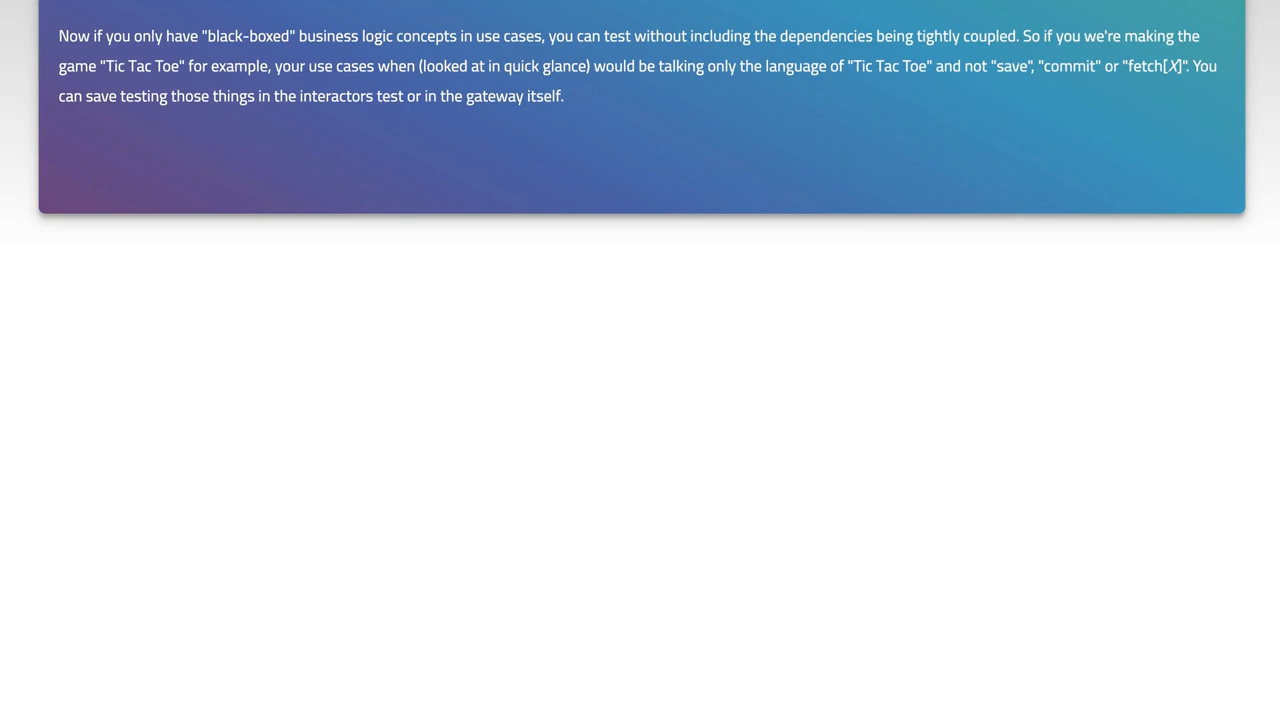 Now if you only have "black-boxed" business logic concepts in use cases, you can test without including the dependencies being tightly coupled. So if you we're making the
game "Tic Tac Toe" for example, your use cases when (looked at in quick glance) would be talking only the language of "Tic Tac Toe" and not "save", "commit" or "fetch[X]". You
can save testing those things in the interactors test or in the gateway itself.